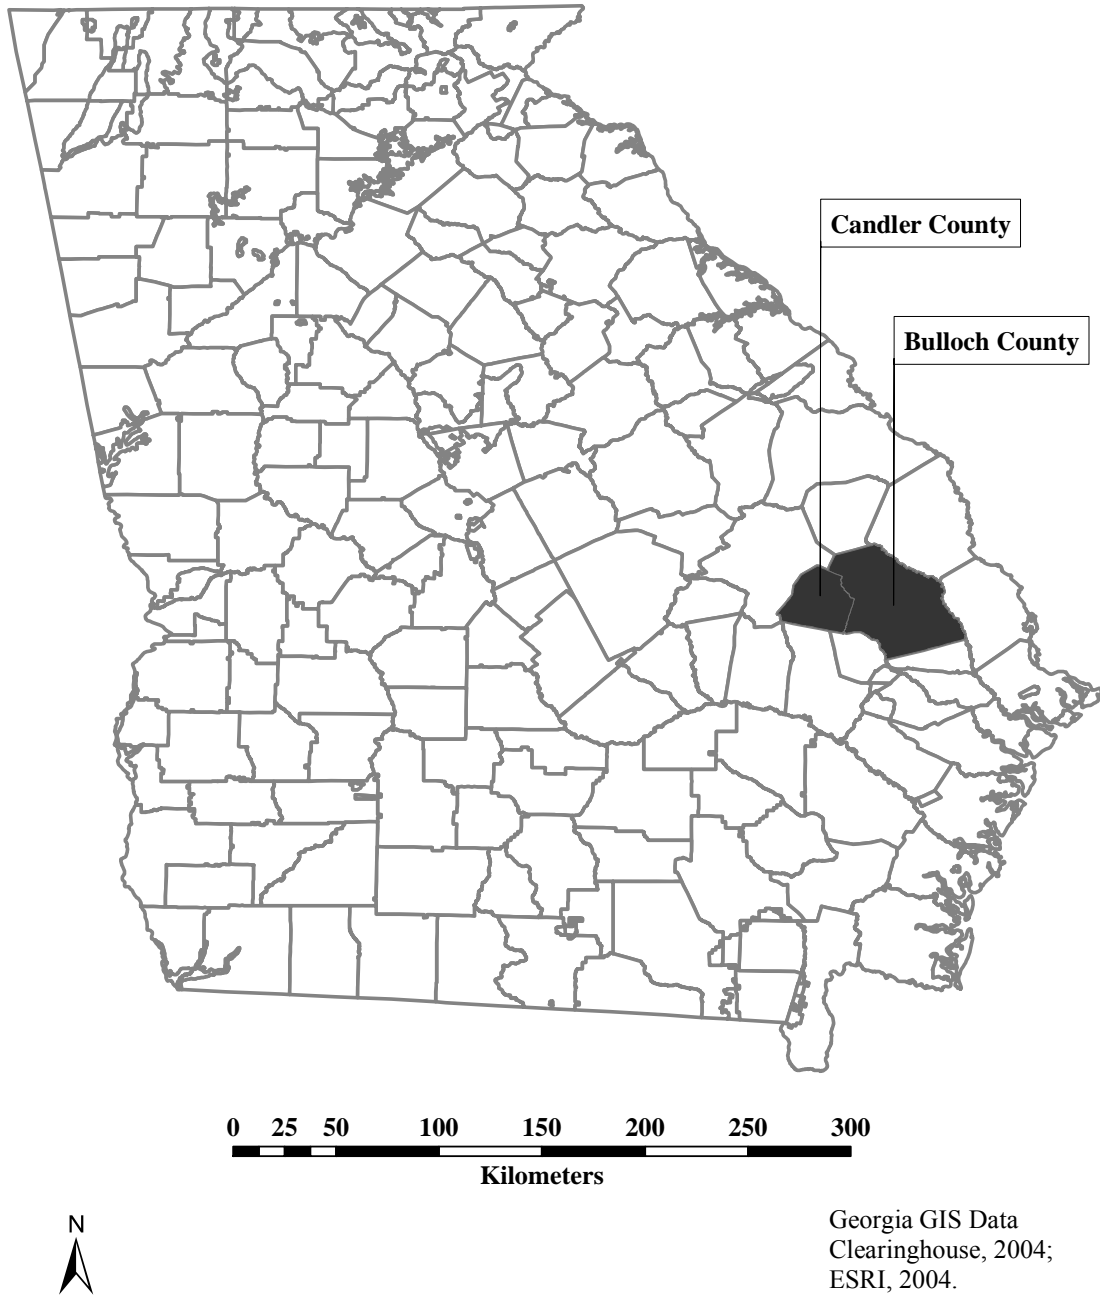 Candler County
Bulloch County
0 25 50 100 150 200 250 300
Kilometers
N
Georgia GIS Data
Clearinghouse, 2004;
ESRI, 2004.